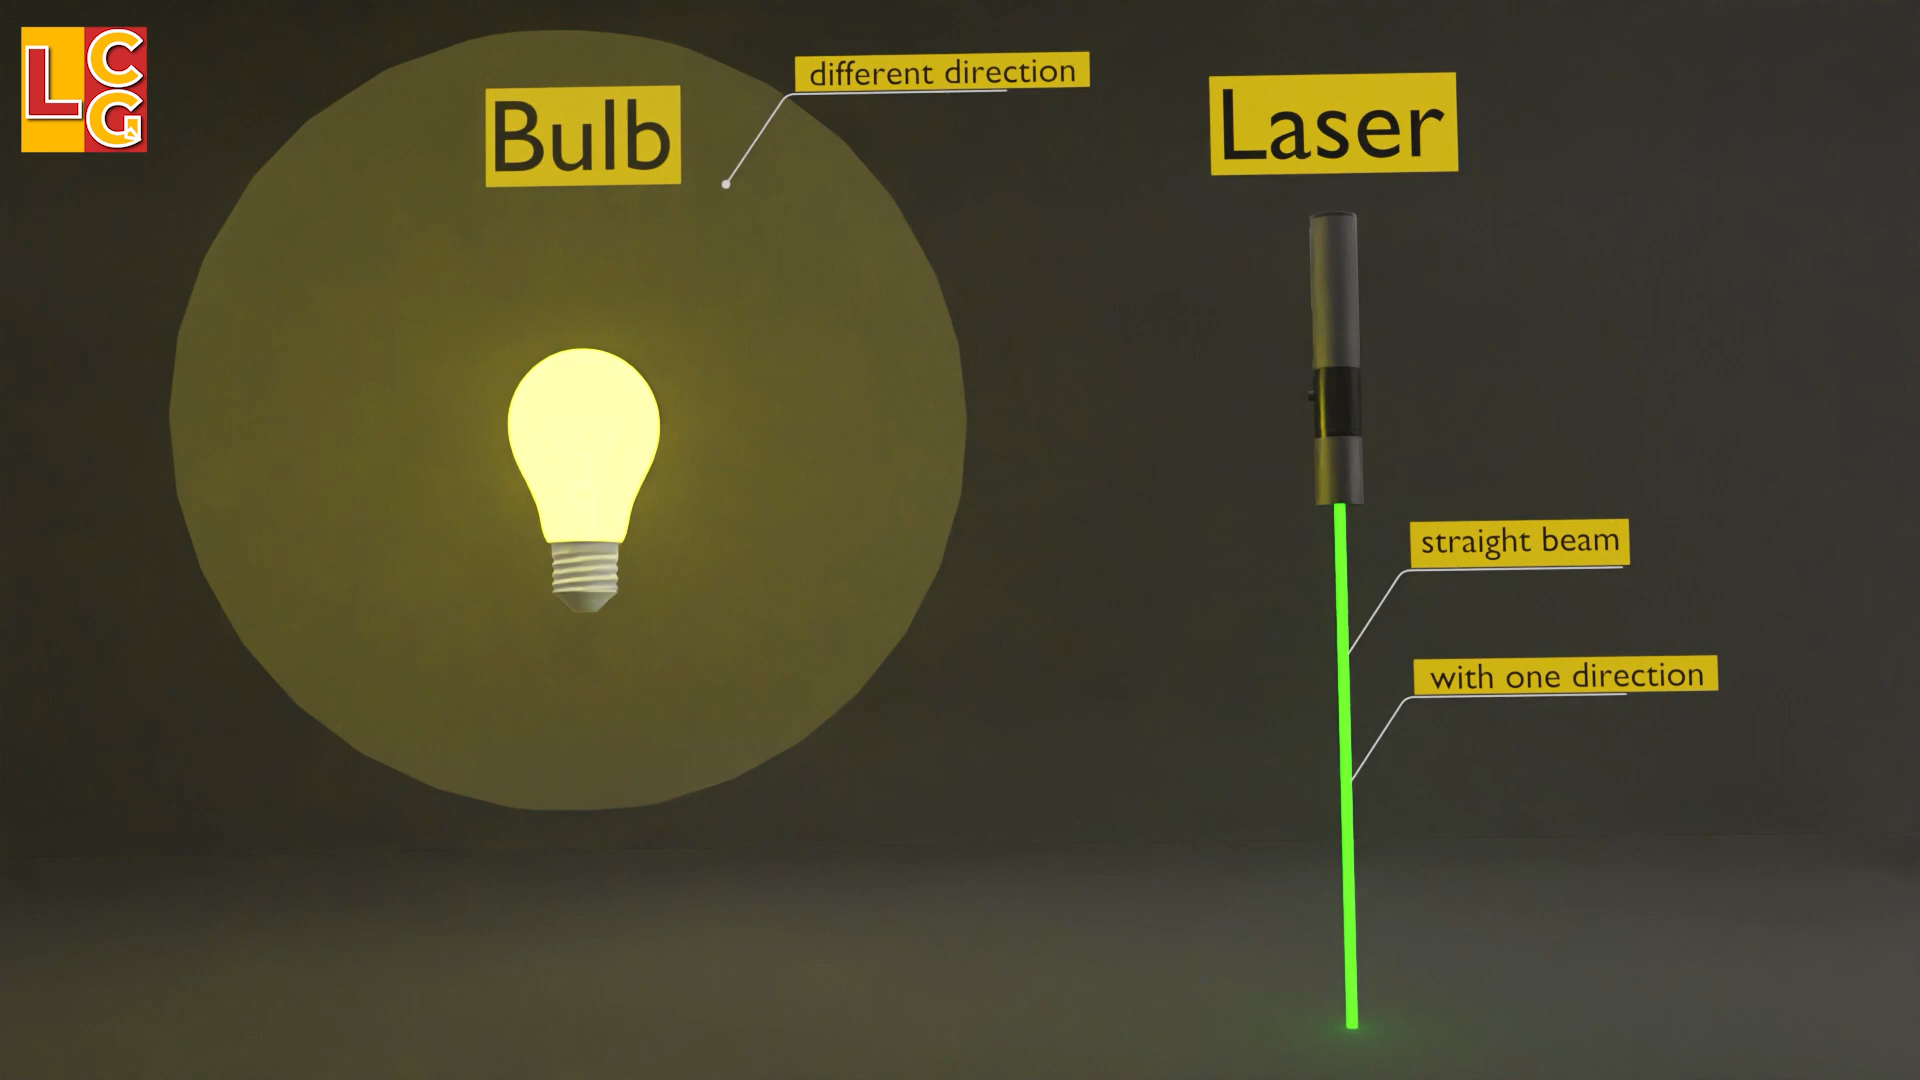 LCG
Bulb
different direction
Laser
straight beam
with one direction